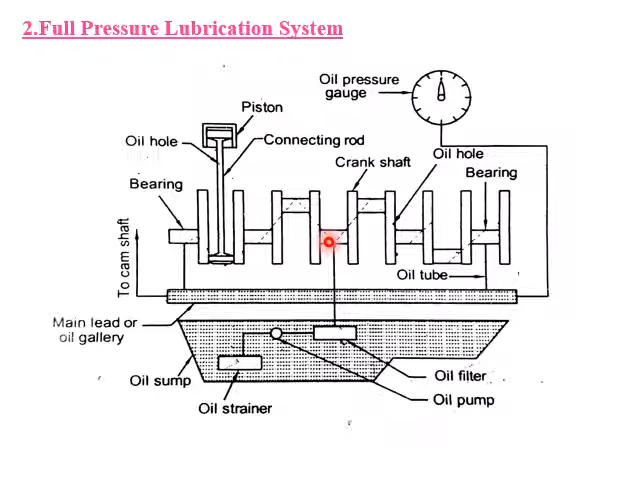 2.Full Pressure Lubrication System
Oil pressure
gauge
Piston
Oil hole
Connecting rod
Crank shaft
Oil hole
Bearing
Bearing
To cam shaft
Oil tube
Main lead or
oil gallery
Oil sump
Oil filter
Oil pump
Oil strainer